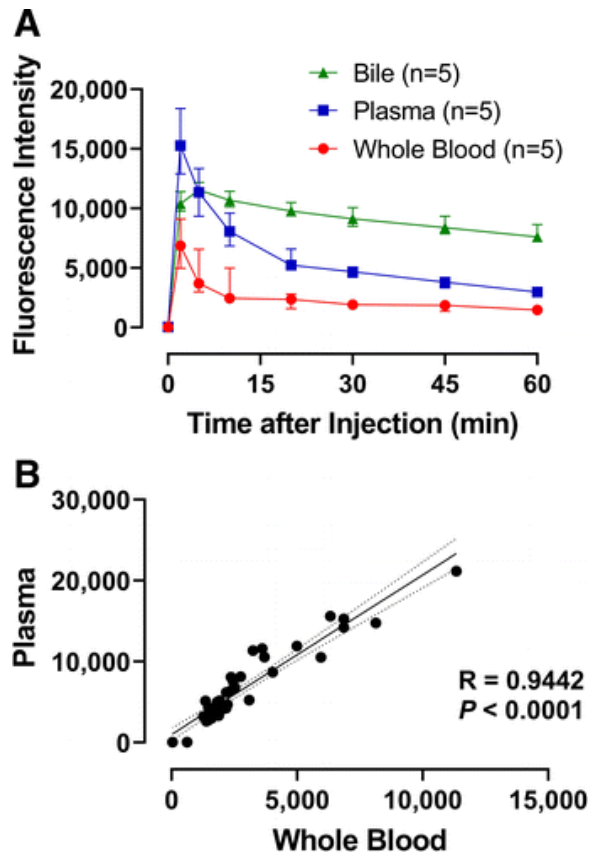 A
Bile (n=5)
Plasma (n=5)
Whole Blood (n=5)
Fluorescence Intensity
20,000
15,000
10,000
5,000
0
0 15 30 45 60
Time after Injection (min)
B
Plasma
30,000
20,000
10,000
0
R = 0.9442
P < 0.0001
0 5,000 10,000 15,000
Whole Blood